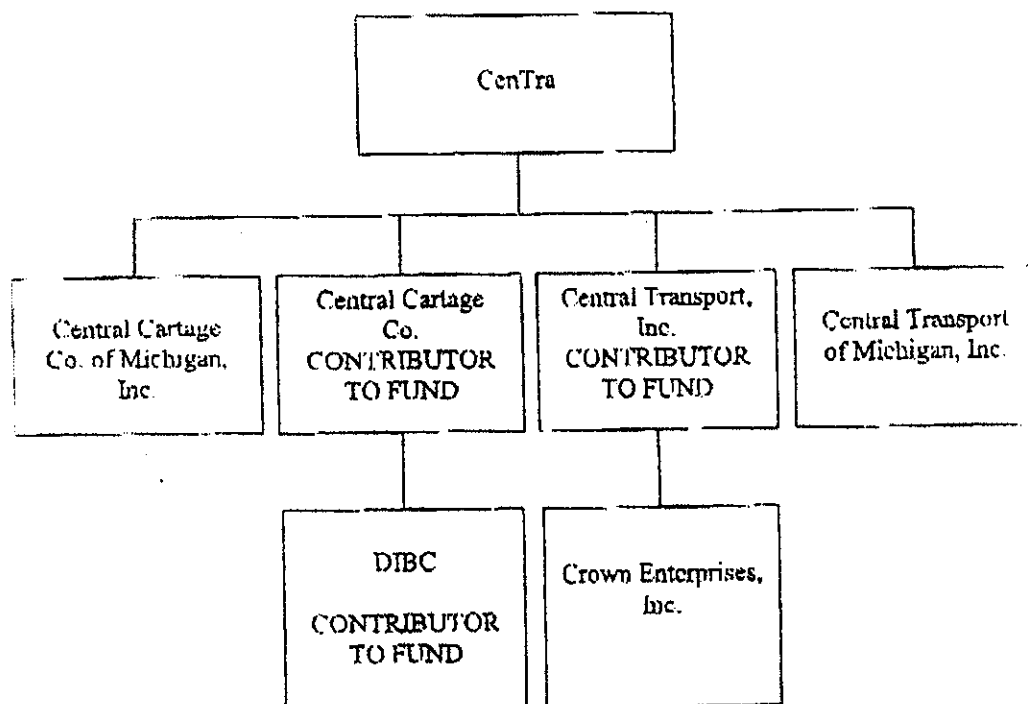 CenTra
Central Cartage
Co. of Michigan,
Inc.
Central Cartage
Co.
CONTRIBUTOR
TO FUND
Central Transport,
Inc.
CONTRIBUTOR
TO FUND
Central Transport
of Michigan, Inc.
DIBC
CONTRIBUTOR
TO FUND
Crown Enterprises,
Inc.